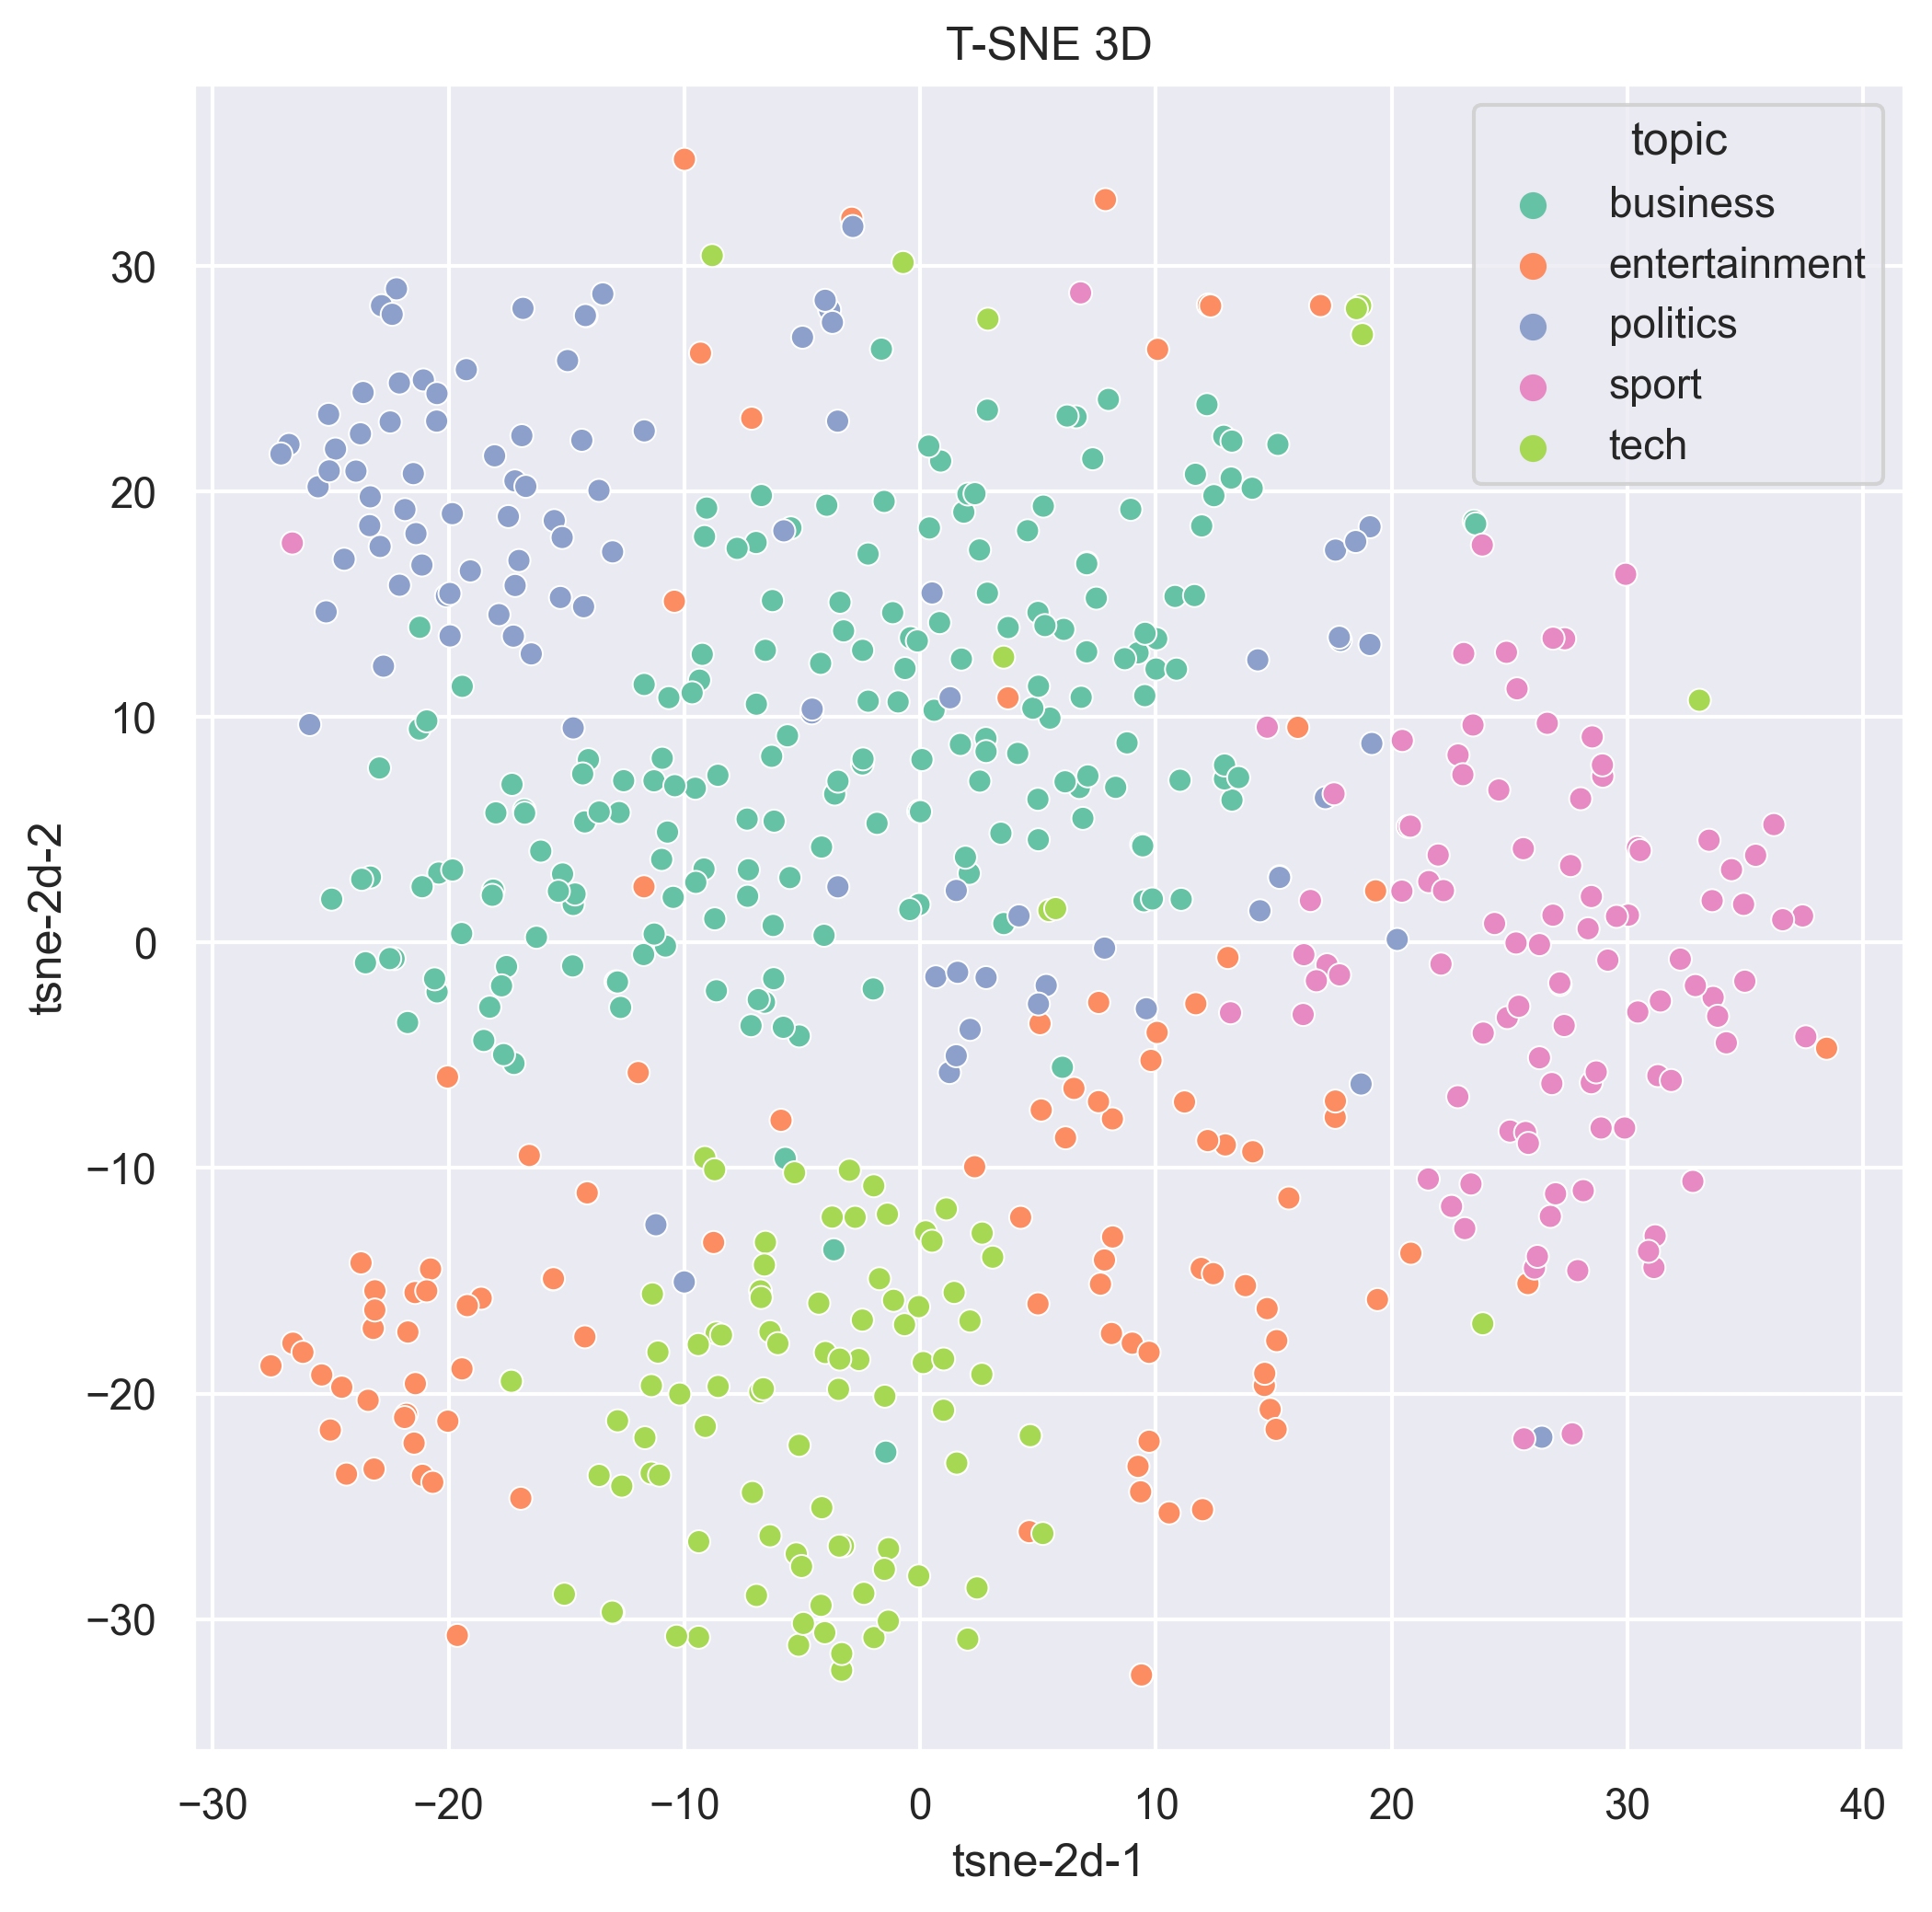 T-SNE 3D
topic
business
entertainment
politics
sport
tech
30
20
10
0
−10
−20
−30
tsne-2d-2
−30 −20 −10 0 10 20 30 40
tsne-2d-1